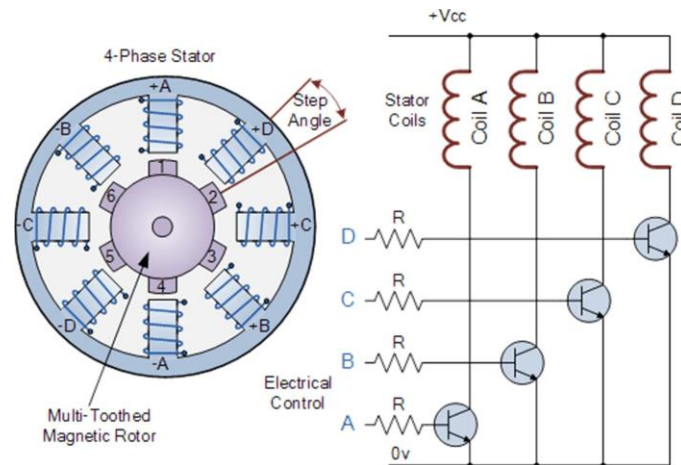 4-Phase Stator
+Vcc
+A
+D
+C
+B
-A
-D
-C
-B
1
2
3
4
5
6
Step
Angle
Multi-Toothed
Magnetic Rotor
Stator
Coils
Coil A
Coil B
Coil C
Coil D
D
R
C
R
B
R
A
R
Electrical
Control
0v